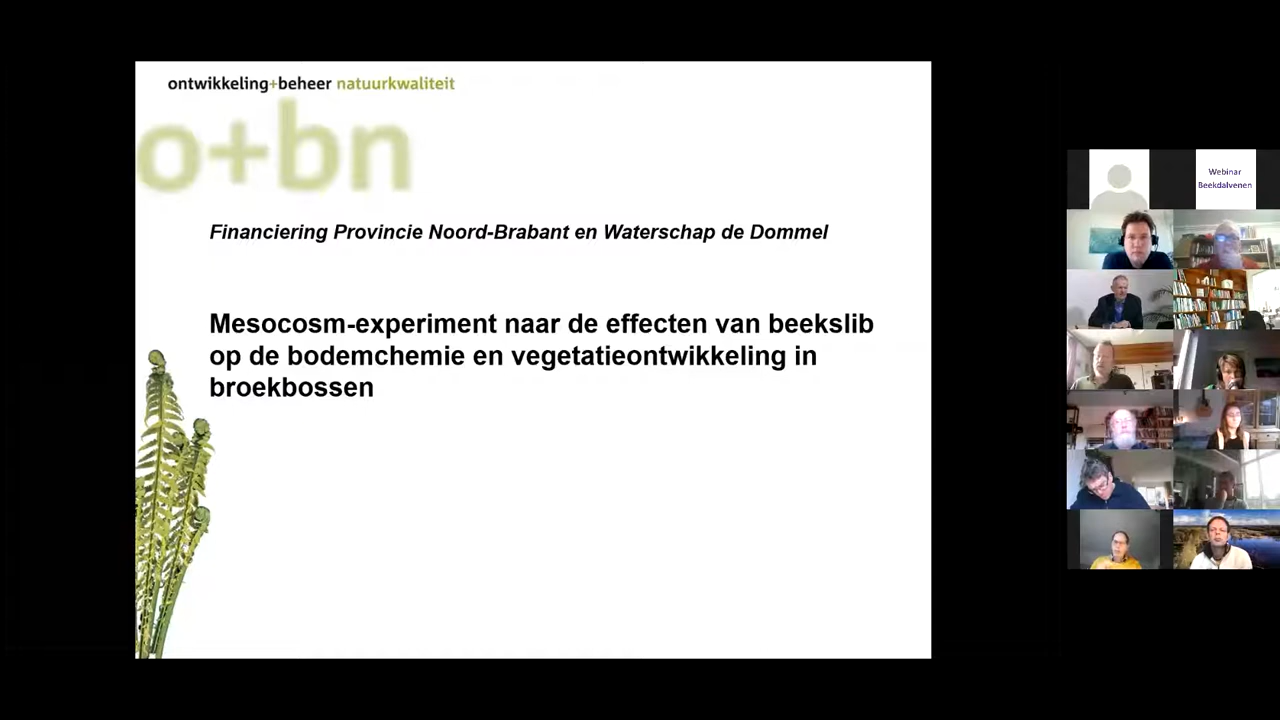 ontwikkeling+beheer natuurkwaliteit
o+bn
Financiering Provincie Noord-Brabant en Waterschap de Dommel
Mesocosm-experiment naar de effecten van beekslib
op de bodemchemie en vegetatieontwikkeling in
broekbossen
Webinar
Beekdalvenen